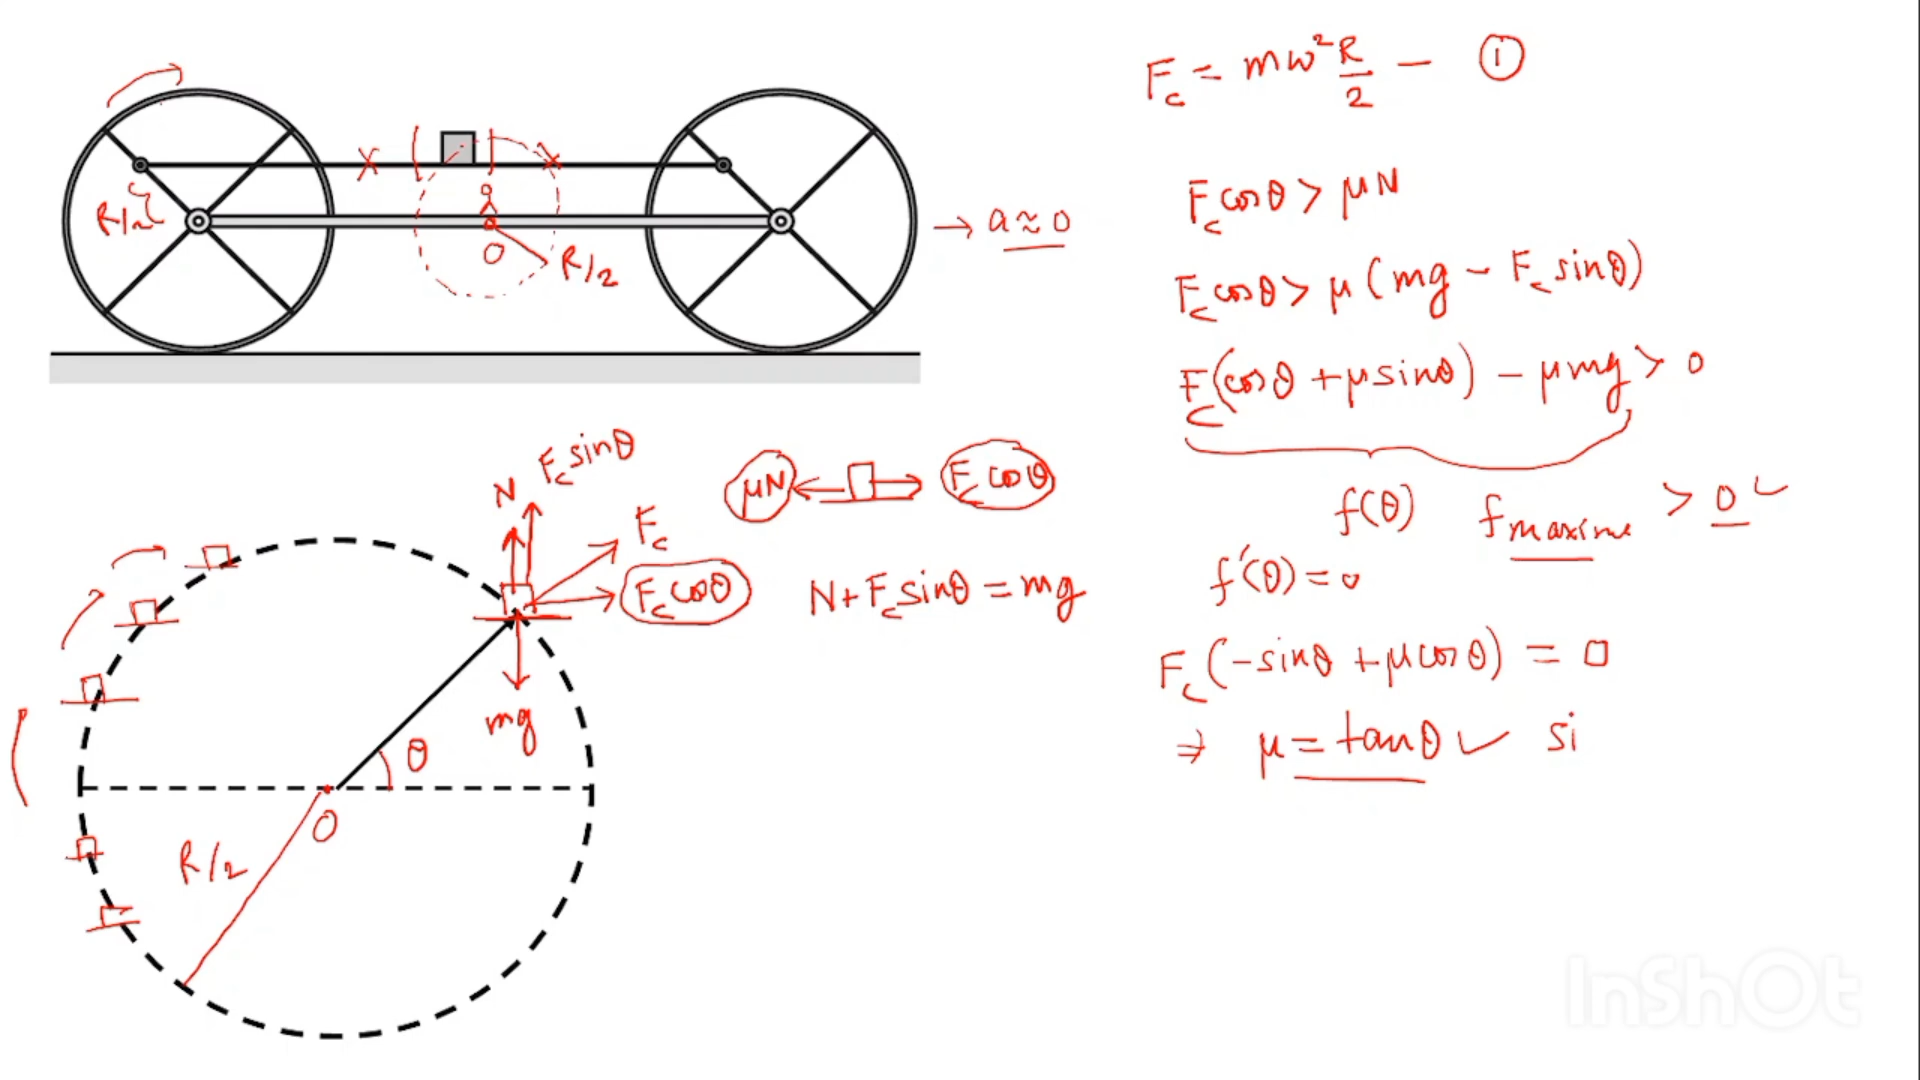 F_c = mω² R/2 — ①
F_c cosθ > μN
F_c cosθ > μ(mg - F_c sinθ)
F_c(cosθ + μsinθ) - μmg > 0
f(θ) f_maxima > 0 ✓
f'(θ) = 0
F_c(-sinθ + μcosθ) = 0
⇒ μ = tanθ ✓ si
R/2
O
R/2
→ a ≈ 0
N
F_c sinθ
F_c
F_c cosθ
mg
μN
F_c cosθ
N + F_c sinθ = mg
θ
O
R/2
InShOt